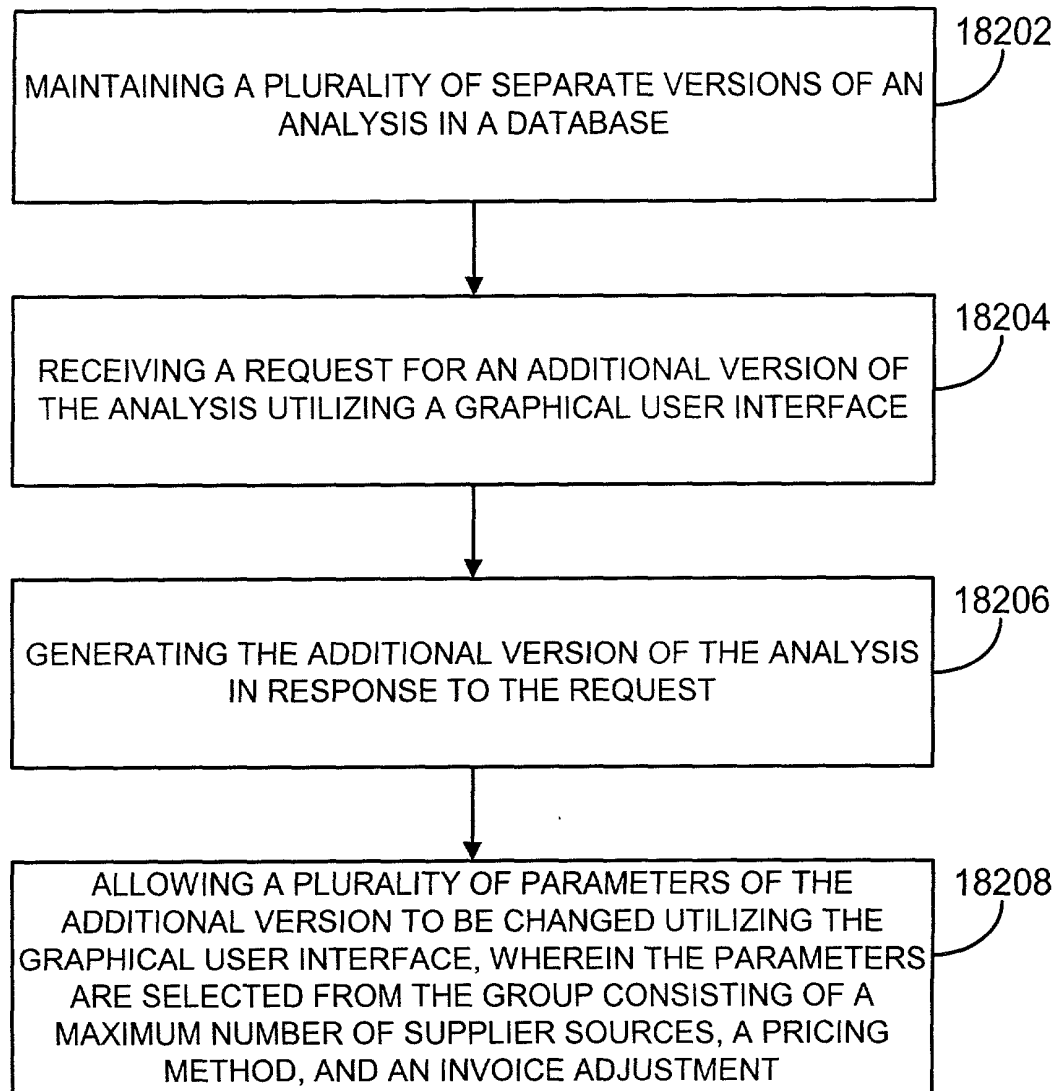 18202
MAINTAINING A PLURALITY OF SEPARATE VERSIONS OF AN
ANALYSIS IN A DATABASE
18204
RECEIVING A REQUEST FOR AN ADDITIONAL VERSION OF
THE ANALYSIS UTILIZING A GRAPHICAL USER INTERFACE
18206
GENERATING THE ADDITIONAL VERSION OF THE ANALYSIS
IN RESPONSE TO THE REQUEST
18208
ALLOWING A PLURALITY OF PARAMETERS OF THE
ADDITIONAL VERSION TO BE CHANGED UTILIZING THE
GRAPHICAL USER INTERFACE, WHEREIN THE PARAMETERS
ARE SELECTED FROM THE GROUP CONSISTING OF A
MAXIMUM NUMBER OF SUPPLIER SOURCES, A PRICING
METHOD, AND AN INVOICE ADJUSTMENT